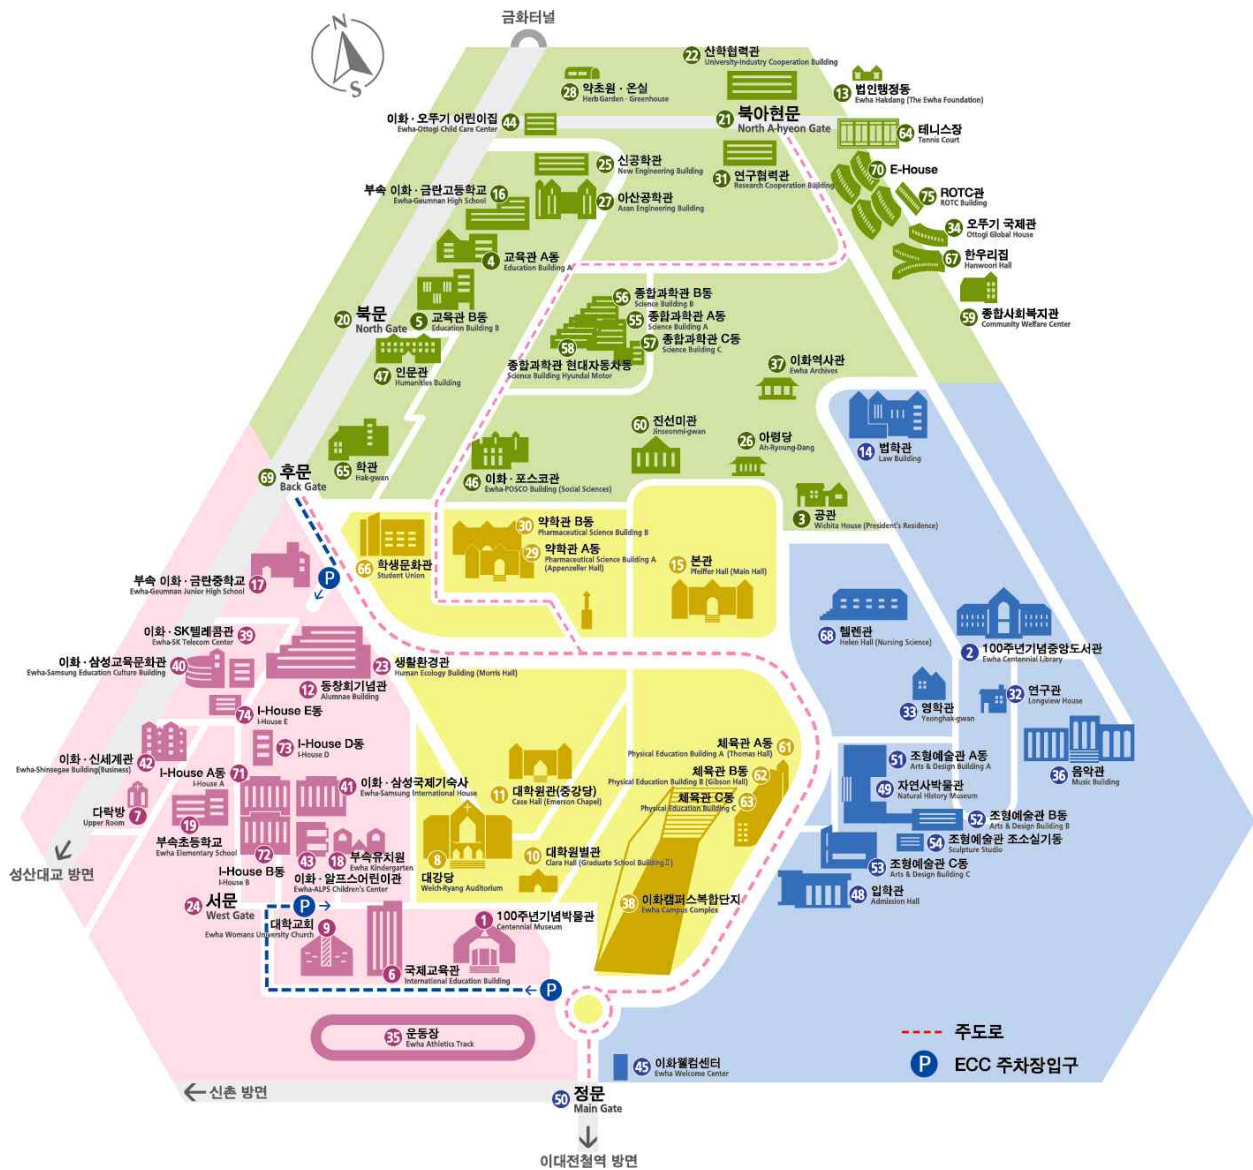 금화터널
N
S
22 산학협력관
University-Industry Cooperation Building
28 약초원 · 온실
Herb Garden · Greenhouse
13 법인행정동
Ewha Hakdang (The Ewha Foundation)
이화 · 오뚜기 어린이집 44
Ewha-Ottogi Child Care Center
21 북아현문
North A-hyeon Gate
64 테니스장
Tennis Court
25 신공학관
New Engineering Building
31 연구협력관
Research Cooperation Building
70 E-House
부속 이화 · 금란고등학교 16
Ewha-Geumnan High School
27 아산공학관
Asan Engineering Building
75 ROTC관
ROTC Building
34 오뚜기 국제관
Ottogi Global House
4 교육관 A동
Education Building A
67 한우리집
Hanwoori Hall
56 종합과학관 B동
Science Building B
20 북문
North Gate
5 교육관 B동
Education Building B
55 종합과학관 A동
Science Building A
59 종합사회복지관
Community Welfare Center
57 종합과학관 C동
Science Building C
58
종합과학관 현대자동차동
Science Building Hyundai Motor
37 이화역사관
Ewha Archives
47 인문관
Humanities Building
60 진선미관
Jinseonmi-gwan
26 아령당
Ah-Ryoung-Dang
14 법학관
Law Building
69 후문
Back Gate
65 학관
Hak-gwan
46 이화 · 포스코관
Ewha-POSCO Building (Social Sciences)
3 공관
Wichita House (President's Residence)
30 약학관 B동
Pharmaceutical Science Building B
29 약학관 A동
Pharmaceutical Science Building A
(Appenzeller Hall)
66 학생문화관
Student Union
15 본관
Pfeiffer Hall (Main Hall)
P
부속 이화 · 금란중학교 17
Ewha-Geumnan Junior High School
이화 · SK텔레콤관 39
Ewha-SK Telecom Center
68 헬렌관
Helen Hall (Nursing Science)
2 100주년기념중앙도서관
Ewha Centennial Library
이화 · 삼성교육문화관 40
Ewha-Samsung Education Culture Building
23 생활환경관
Human Ecology Building (Morris Hall)
12 동창회기념관
Alumnae Building
33 영학관
Yeonghak-gwan
32 연구관
Longview House
74 I-House E동
I-House E
73 I-House D동
I-House D
이화 · 신세계관 42
Ewha-Shinsegae Building(Business)
체육관 A동 61
Physical Education Building A (Thomas Hall)
51 조형예술관 A동
Arts & Design Building A
36 음악관
Music Building
I-House A동 71
I-House A
41 이화 · 삼성국제기숙사
Ewha-Samsung International House
11 대학원관(중강당)
Case Hall (Emerson Chapel)
체육관 B동 62
Physical Education Building B (Gibson Hall)
49 자연사박물관
Natural History Museum
체육관 C동 63
Physical Education Building C
다락방 7
Upper Room
52 조형예술관 B동
Arts & Design Building B
19
부속초등학교
Ewha Elementary School
54 조형예술관 조소실기동
Sculpture Studio
72
I-House B동
I-House B
43
18 부속유치원
Ewha Kindergarten
이화 · 알프스어린이관
Ewha-ALPS Children's Center
8
대강당
Welch-Ryang Auditorium
10 대학원별관
Clara Hall (Graduate School Building Ⅱ)
53 조형예술관 C동
Arts & Design Building C
성산대교 방면
24 서문
West Gate
P
38 이화캠퍼스복합단지
Ewha Campus Complex
48 입학관
Admission Hall
대학교회
Ewha Womans University Church
9
1 100주년기념박물관
Centennial Museum
6 국제교육관
International Education Building
P
35 운동장
Ewha Athletics Track
주도로
45 이화웰컴센터
Ewha Welcome Center
P ECC 주차장입구
신촌 방면
50 정문
Main Gate
이대전철역 방면